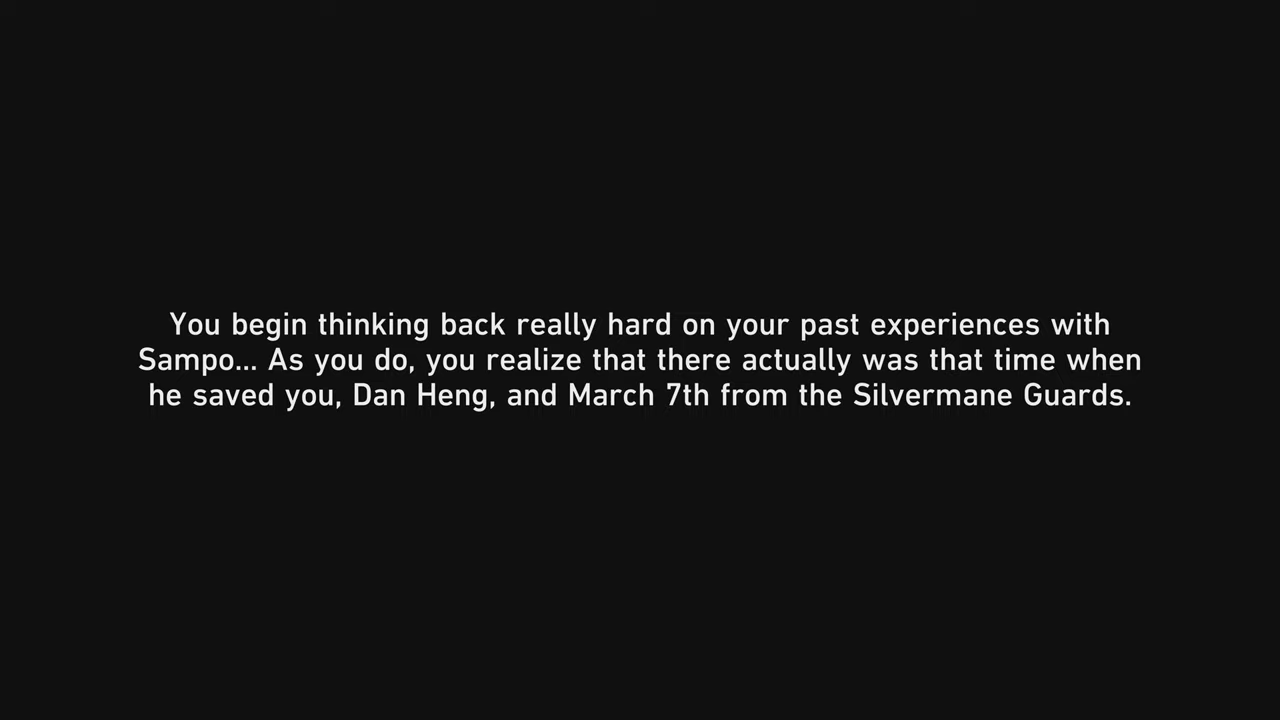 You begin thinking back really hard on your past experiences with
Sampo... As you do, you realize that there actually was that time when
he saved you, Dan Heng, and March 7th from the Silvermane Guards.